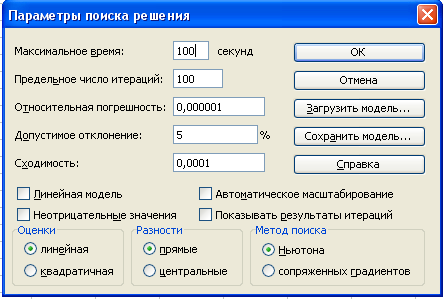 Параметры поиска решения
Максимальное время: 100 секунд ОК
Предельное число итераций: 100 Отмена
Относительная погрешность: 0,000001 Загрузить модель...
Допустимое отклонение: 5 % Сохранить модель...
Сходимость: 0,0001 Справка
Линейная модель Автоматическое масштабирование
Неотрицательные значения Показывать результаты итераций
Оценки Разности Метод поиска
линейная прямые Ньютона
квадратичная центральные сопряженных градиентов